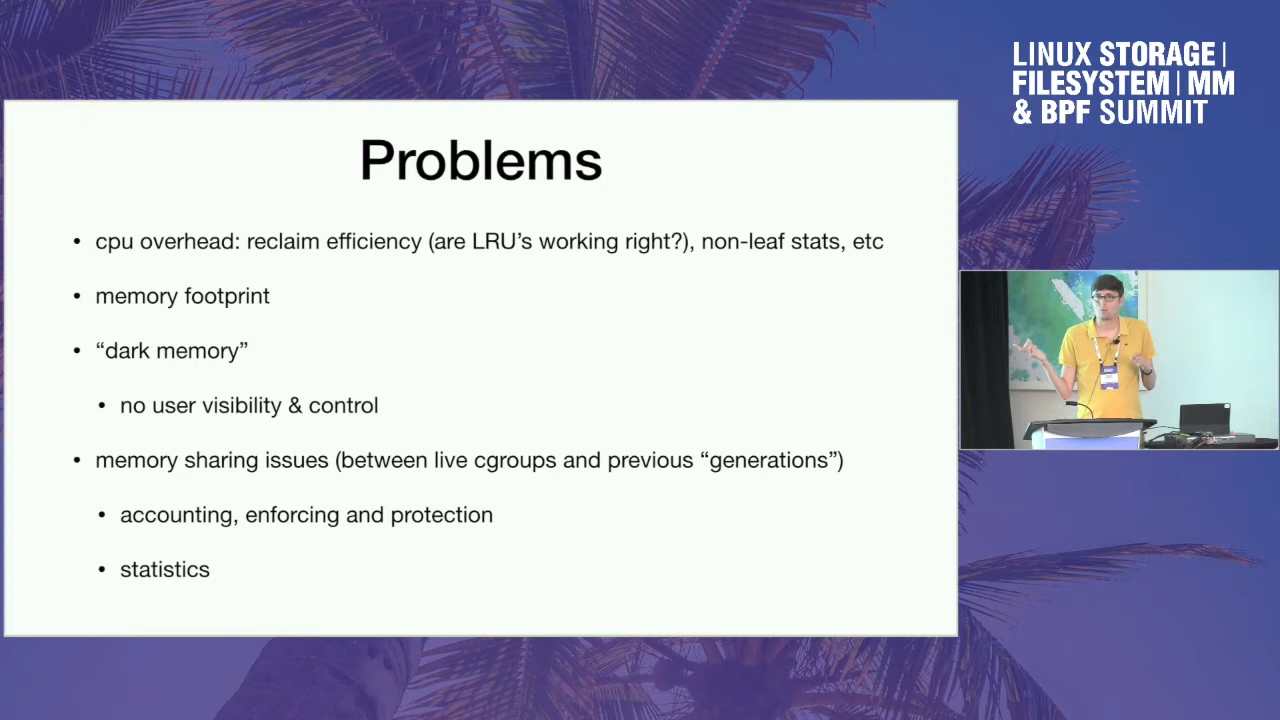 LINUX STORAGE |
FILESYSTEM | MM
& BPF SUMMIT
Problems
• cpu overhead: reclaim efficiency (are LRU’s working right?), non-leaf stats, etc
• memory footprint
• “dark memory”
• no user visibility & control
• memory sharing issues (between live cgroups and previous “generations”)
• accounting, enforcing and protection
• statistics